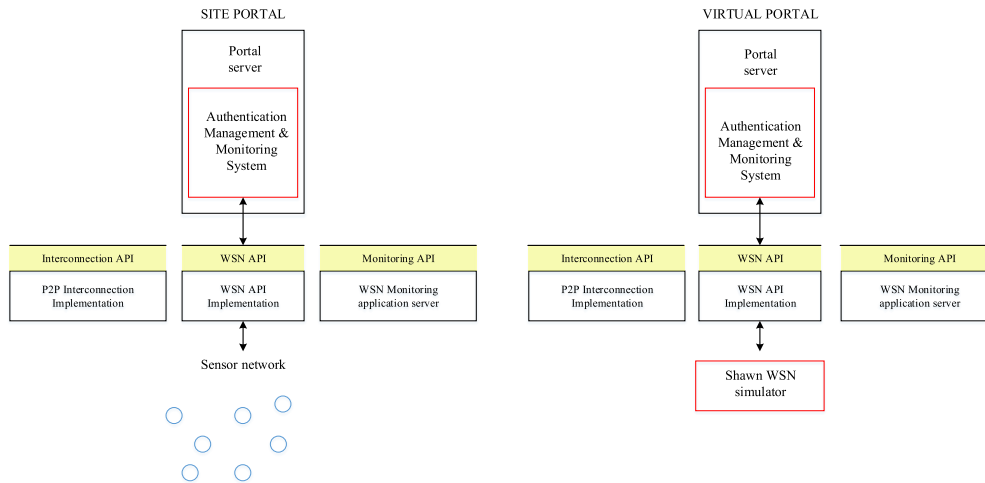 SITE PORTAL
Portal
server
Authentication
Management &
Monitoring
System
Interconnection API
P2P Interconnection
Implementation
WSN API
WSN API
Implementation
Monitoring API
WSN Monitoring
application server
Sensor network
VIRTUAL PORTAL
Portal
server
Authentication
Management &
Monitoring
System
Interconnection API
P2P Interconnection
Implementation
WSN API
WSN API
Implementation
Monitoring API
WSN Monitoring
application server
Shawn WSN
simulator